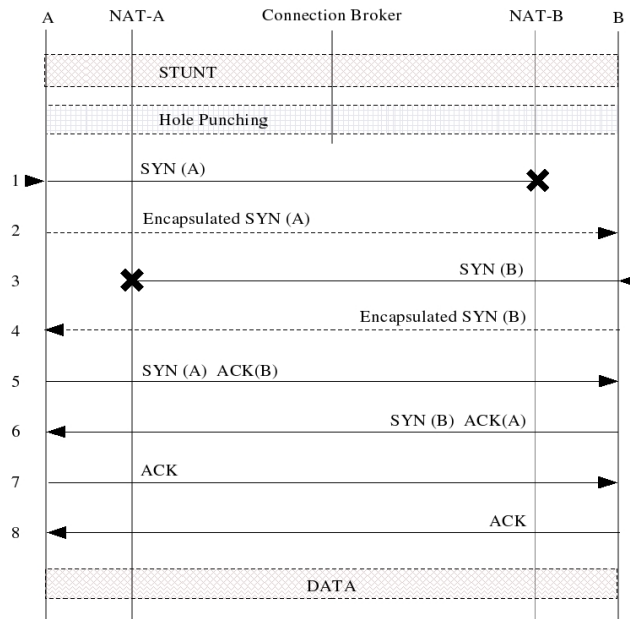 A NAT-A Connection Broker NAT-B B
STUNT
Hole Punching
1 SYN (A)
2 Encapsulated SYN (A)
3 SYN (B)
4 Encapsulated SYN (B)
5 SYN (A) ACK(B)
6 SYN (B) ACK(A)
7 ACK
8 ACK
DATA